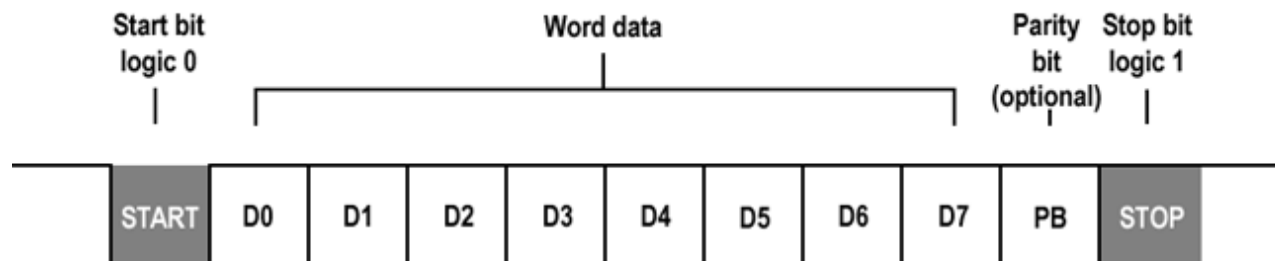 Start bit
logic 0
Word data
Parity
bit
(optional)
Stop bit
logic 1
START D0 D1 D2 D3 D4 D5 D6 D7 PB STOP